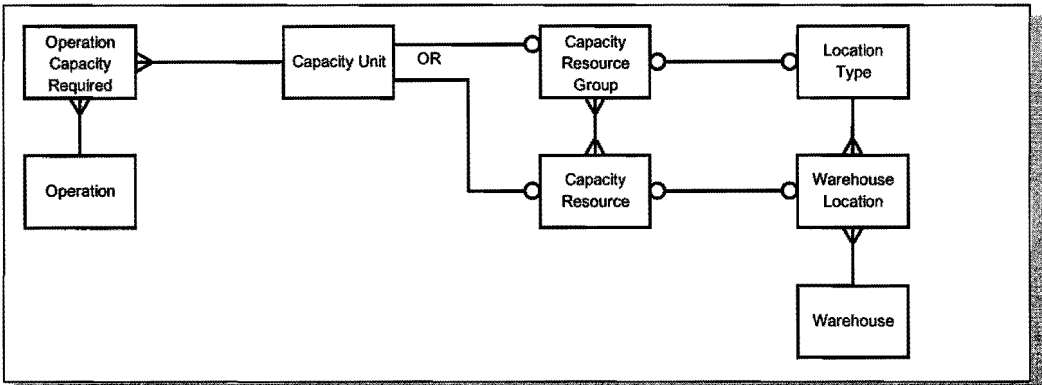 Operation
Capacity
Required
Capacity Unit
OR
Capacity
Resource
Group
Location
Type
Operation
Capacity
Resource
Warehouse
Location
Warehouse